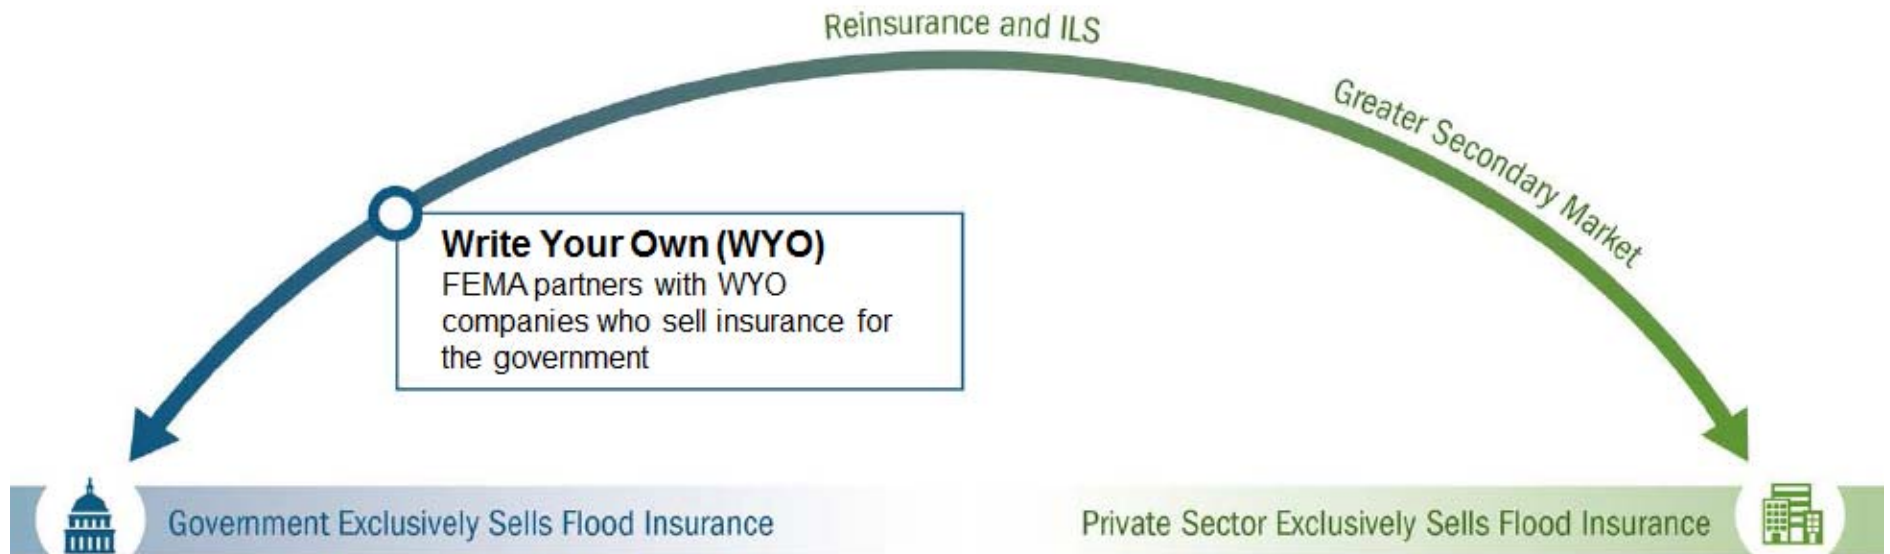 Reinsurance and ILS
Greater Secondary Market
Write Your Own (WYO)
FEMA partners with WYO
companies who sell insurance for
the government
Government Exclusively Sells Flood Insurance
Private Sector Exclusively Sells Flood Insurance